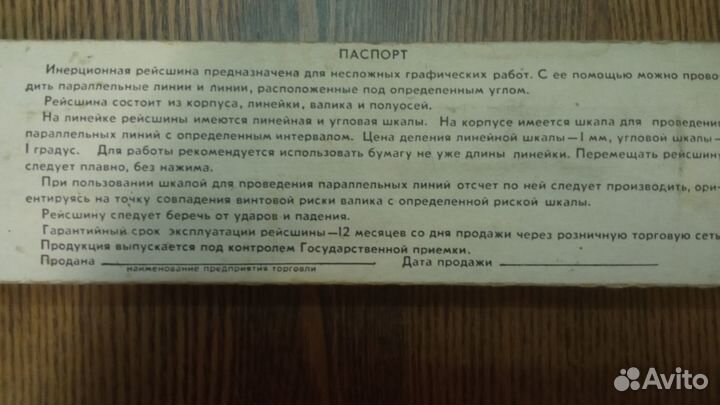 ПАСПОРТ
Инерционная рейсшина предназначена для несложных графических работ. С ее помощью можно прово-
дить параллельные линии и линии, расположенные под определенным углом.
Рейсшина состоит из корпуса, линейки, валика и полуосей.
На линейке рейсшины имеются линейная и угловая шкалы. На корпусе имеется шкала для проведени
параллельных линий с определенным интервалом. Цена деления линейной шкалы—1 мм, угловой шкалы—
1 градус. Для работы рекомендуется использовать бумагу не уже длины линейки. Перемещать рейсшин
следует плавно, без нажима.
При пользовании шкалой для проведения параллельных линий отсчет по ней следует производить, ори-
ентируясь на точку совпадения винтовой риски валика с определенной риской шкалы.
Рейсшину следует беречь от ударов и падения.
Гарантийный срок эксплуатации рейсшины—12 месяцев со дня продажи через розничную торговую сеть
Продукция выпускается под контролем Государственной приемки.
Продана Дата продажи
наименование предприятия торговли
Avito